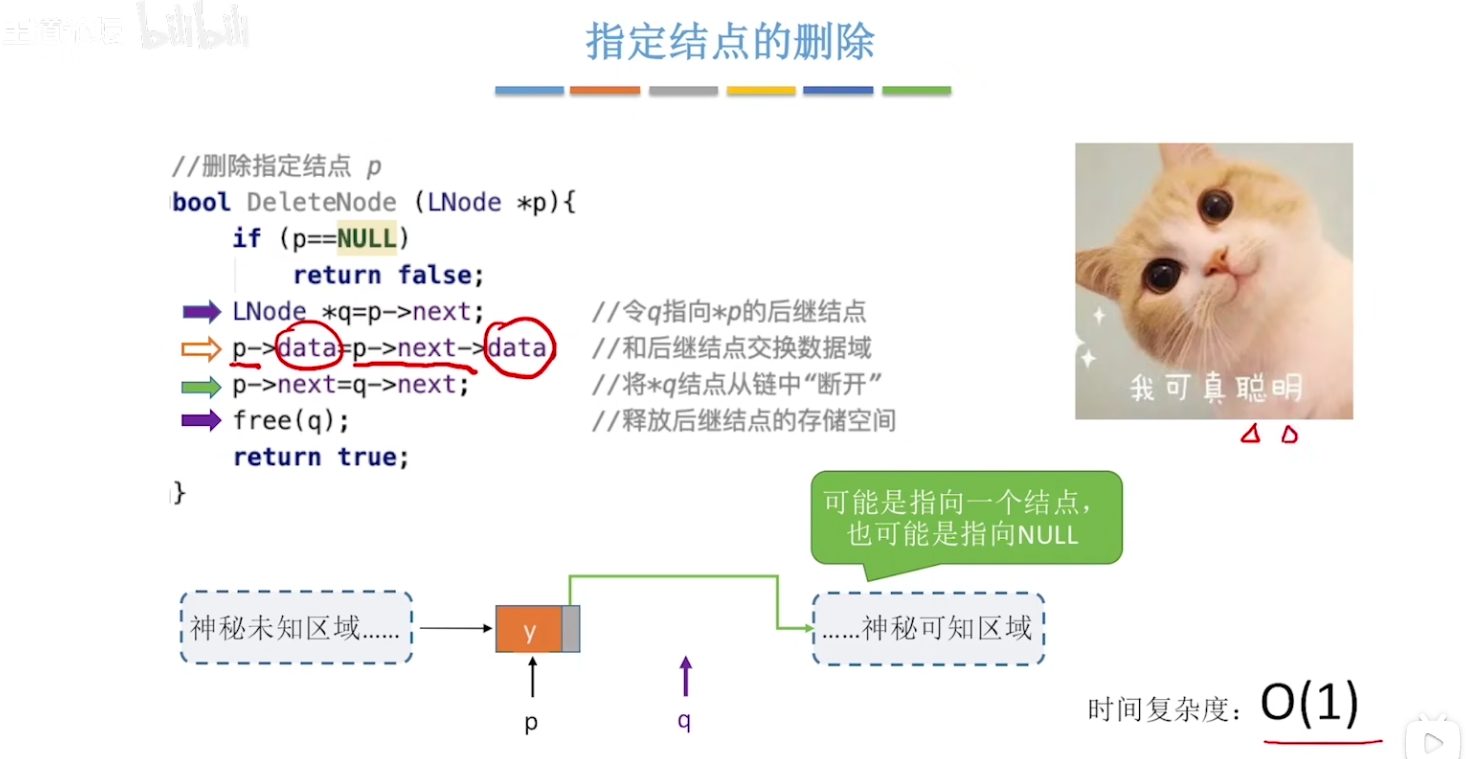 王道论坛 bilibili
指定结点的删除
//删除指定结点 p
bool DeleteNode (LNode *p){
if (p==NULL)
return false;
LNode *q=p->next; //令q指向*p的后继结点
p->data=p->next->data //和后继结点交换数据域
p->next=q->next; //将*q结点从链中“断开”
free(q); //释放后继结点的存储空间
return true;
}
我可真聪明
可能是指向一个结点，
也可能是指向NULL
神秘未知区域…… y ……神秘可知区域
p q
时间复杂度：O(1)